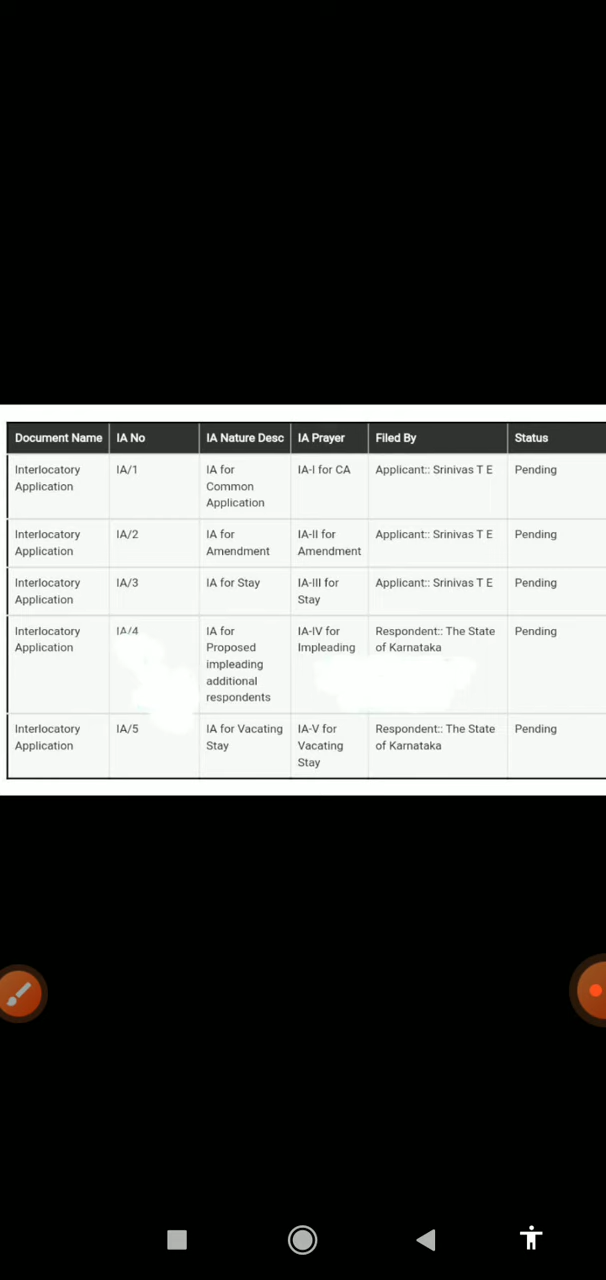 Document Name IA No IA Nature Desc IA Prayer Filed By Status
Interlocatory Application IA/1 IA for Common Application IA-I for CA Applicant:: Srinivas T E Pending
Interlocatory Application IA/2 IA for Amendment IA-II for Amendment Applicant:: Srinivas T E Pending
Interlocatory Application IA/3 IA for Stay IA-III for Stay Applicant:: Srinivas T E Pending
Interlocatory Application IA/4 IA for Proposed impleading additional respondents IA-IV for Impleading Respondent:: The State of Karnataka Pending
Interlocatory Application IA/5 IA for Vacating Stay IA-V for Vacating Stay Respondent:: The State of Karnataka Pending